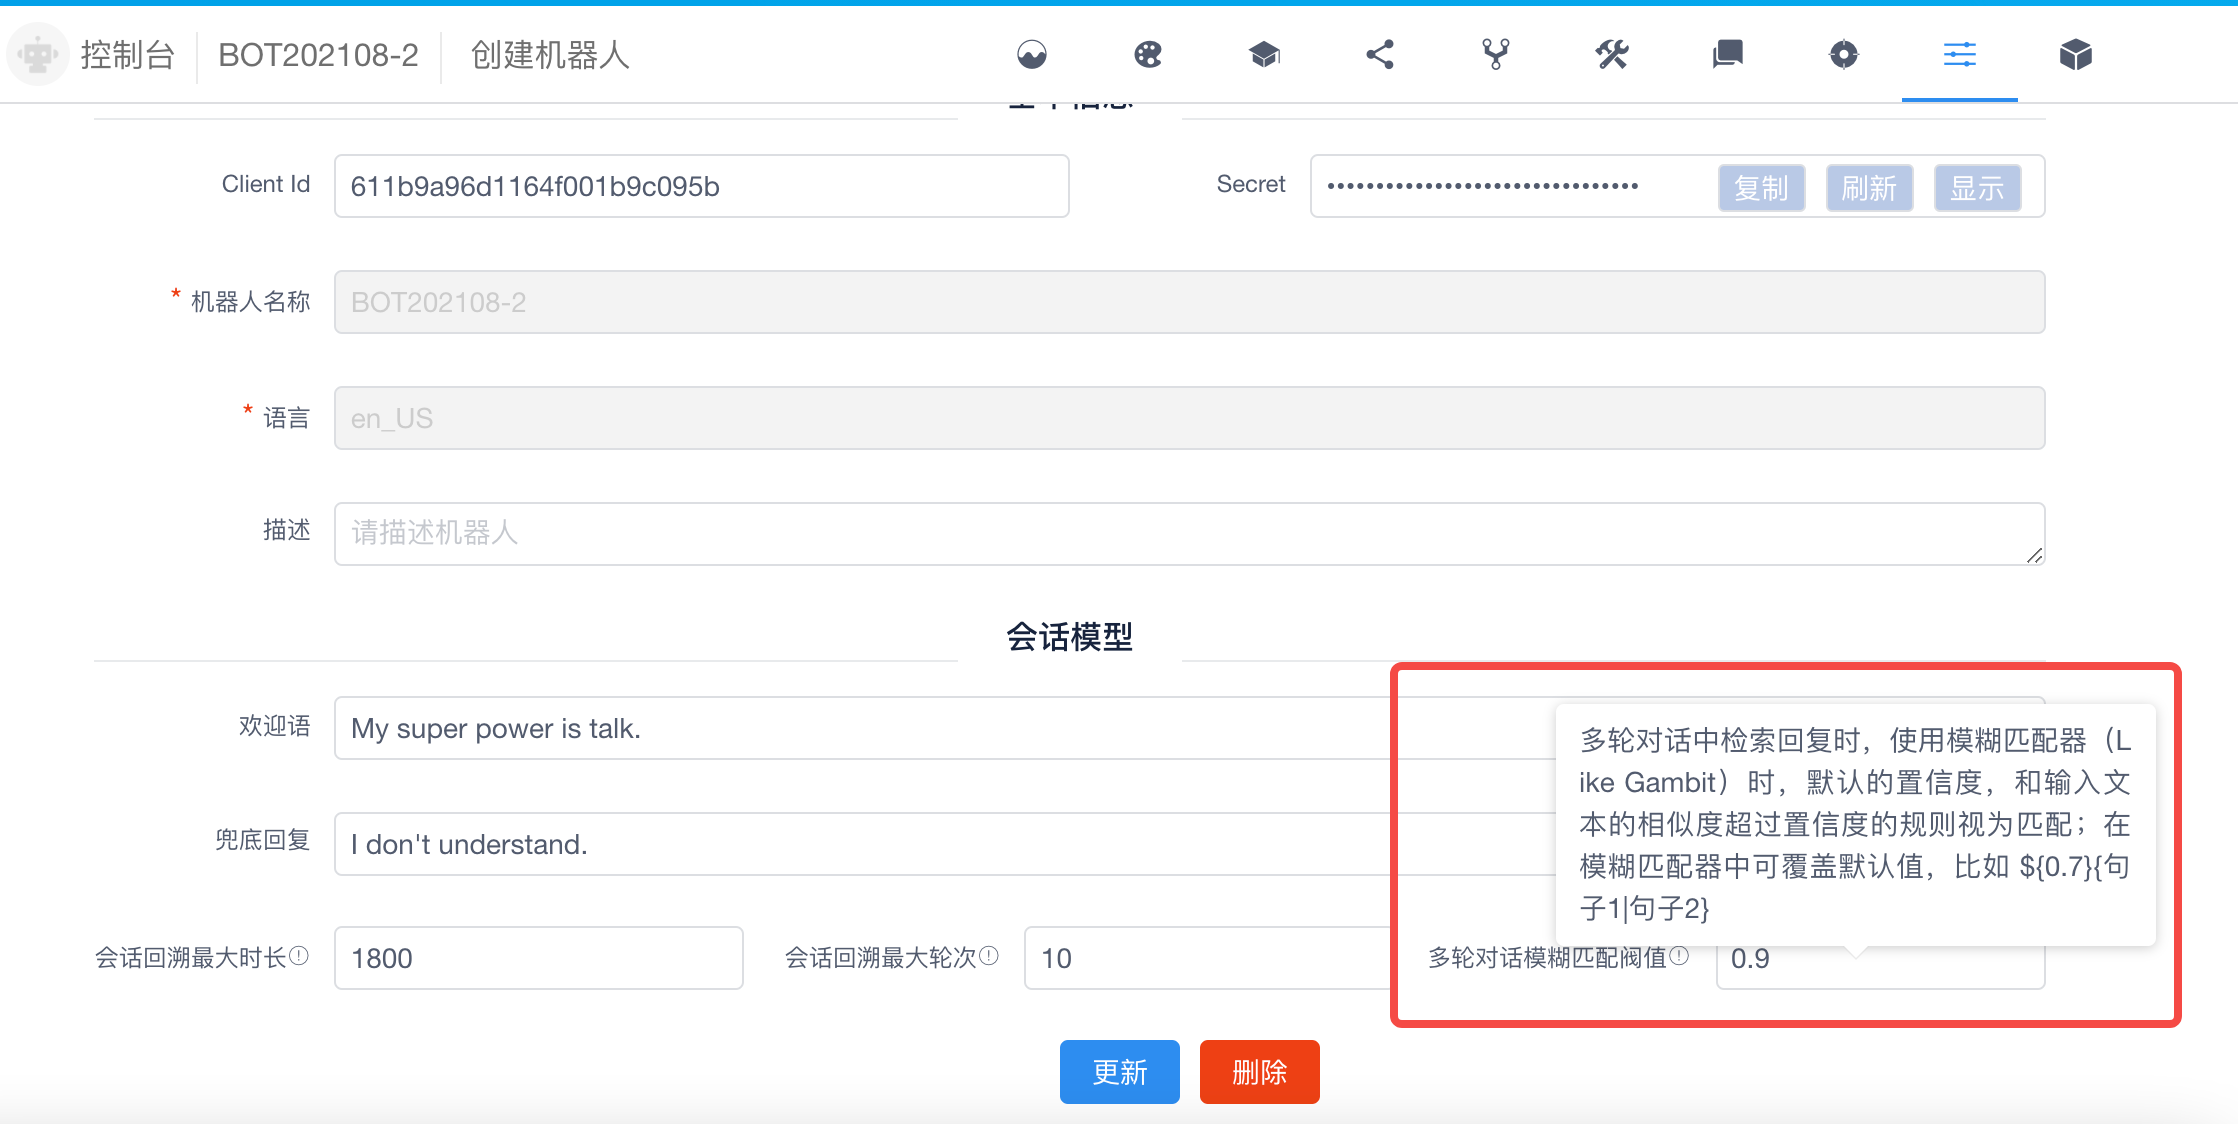 控制台
BOT202108-2
创建机器人
Client Id
611b9a96d1164f001b9c095b
Secret
••••••••••••••••••••••••••••••••
复制
刷新
显示
* 机器人名称
BOT202108-2
* 语言
en_US
描述
请描述机器人
会话模型
欢迎语
My super power is talk.
兜底回复
I don't understand.
多轮对话中检索回复时，使用模糊匹配器（L
ike Gambit）时，默认的置信度，和输入文
本的相似度超过置信度的规则视为匹配；在
模糊匹配器中可覆盖默认值，比如 ${0.7}{句
子1|句子2}
会话回溯最大时长
1800
会话回溯最大轮次
10
多轮对话模糊匹配阀值
0.9
更新
删除